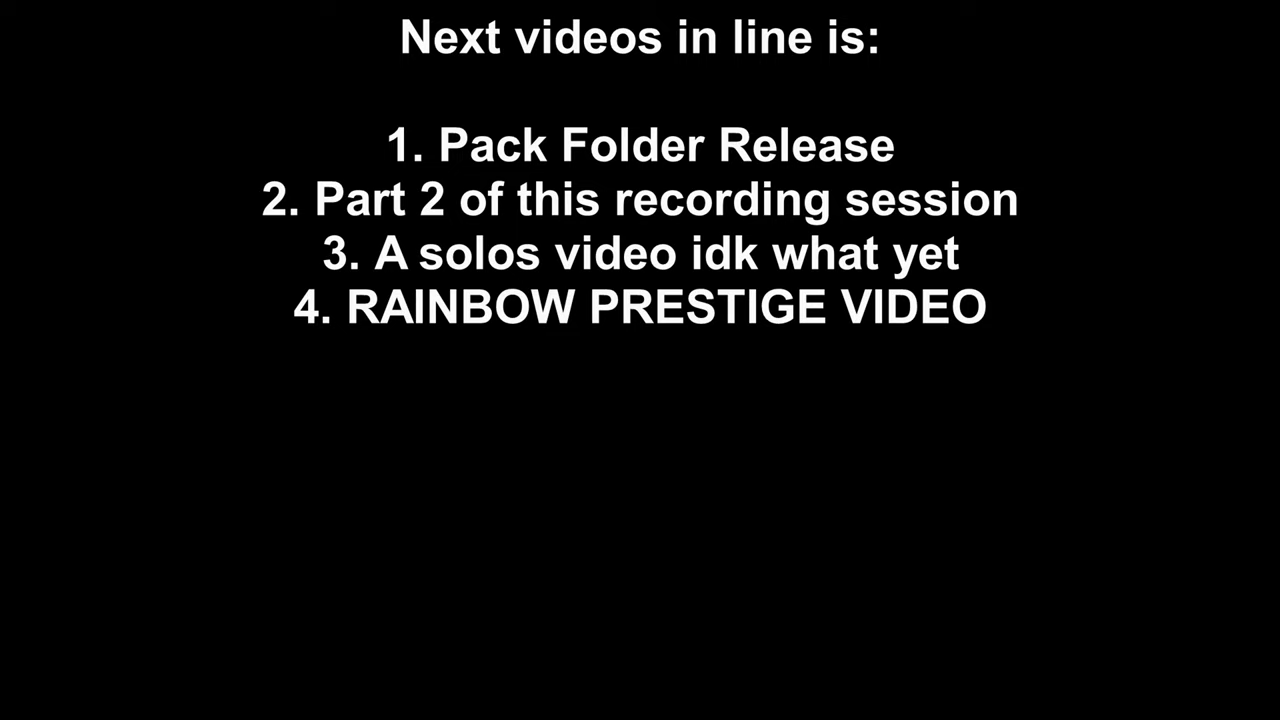 Next videos in line is:
1. Pack Folder Release
2. Part 2 of this recording session
3. A solos video idk what yet
4. RAINBOW PRESTIGE VIDEO